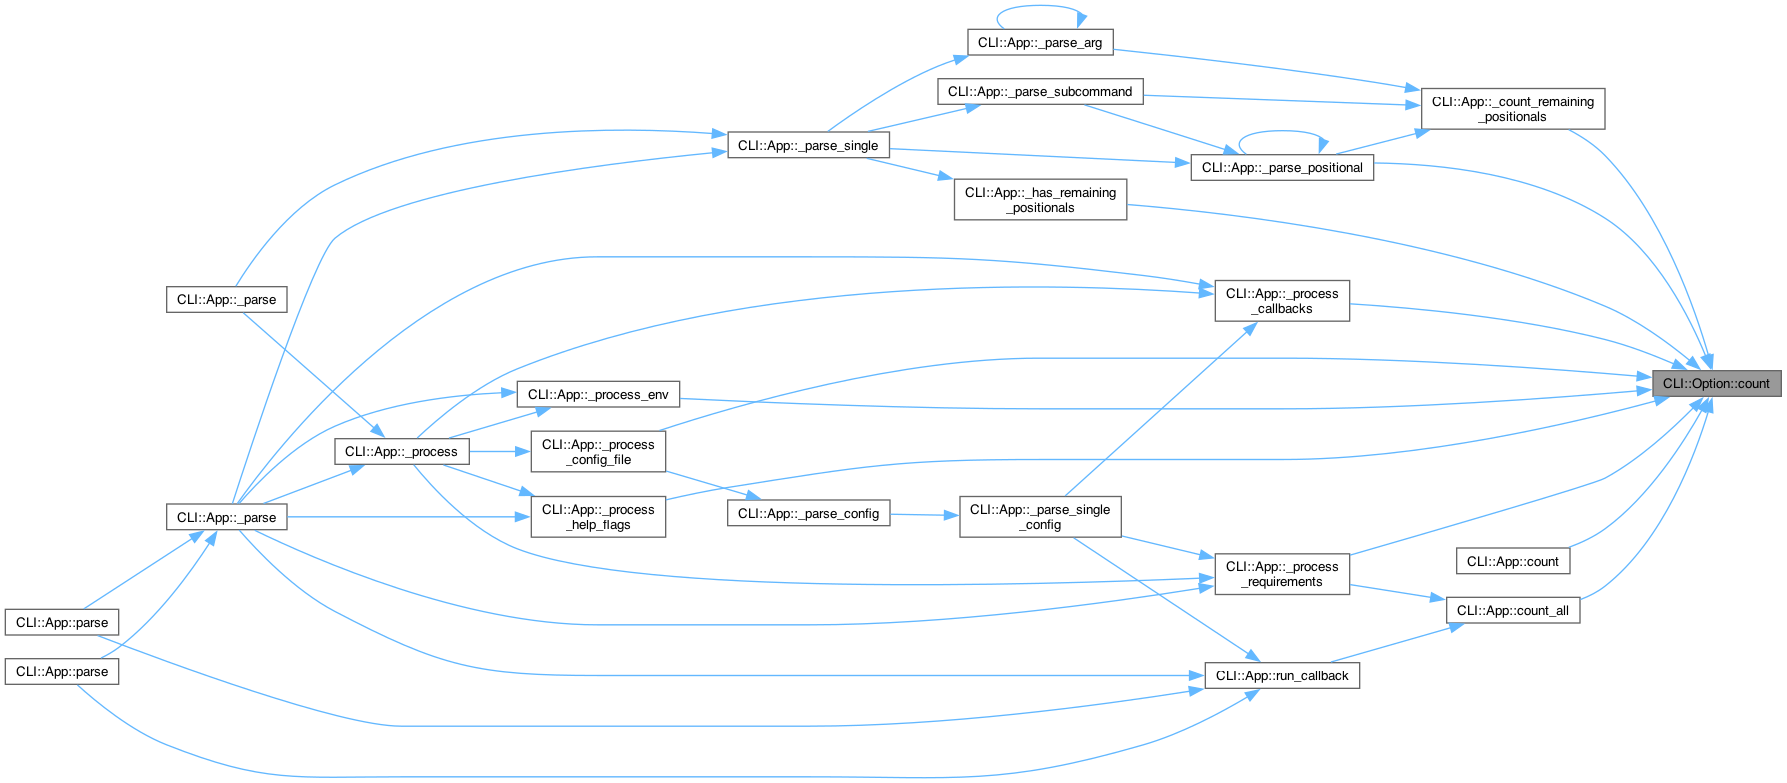 CLI::App::_parse_arg
CLI::App::_parse_subcommand
CLI::App::_count_remaining
_positionals
CLI::App::_parse_single
CLI::App::_parse_positional
CLI::App::_has_remaining
_positionals
CLI::App::_parse
CLI::App::_process
_callbacks
CLI::Option::count
CLI::App::_process_env
CLI::App::_process
CLI::App::_process
_config_file
CLI::App::_parse
CLI::App::_process
_help_flags
CLI::App::_parse_config
CLI::App::_parse_single
_config
CLI::App::_process
_requirements
CLI::App::count
CLI::App::count_all
CLI::App::parse
CLI::App::parse
CLI::App::run_callback